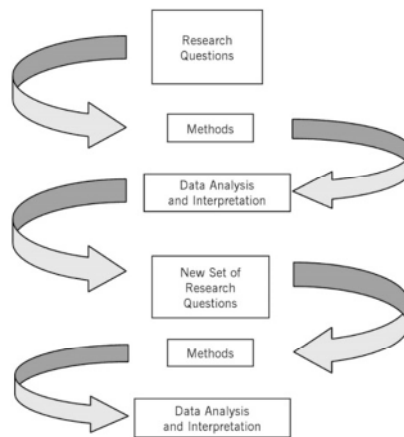 Research
Questions
Methods
Data Analysis
and Interpretation
New Set of
Research
Questions
Methods
Data Analysis
and Interpretation